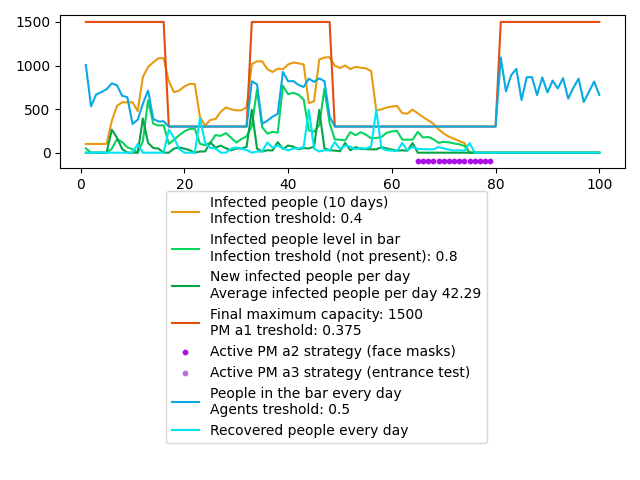 1500
1000
500
0
0 20 40 60 80 100
Infected people (10 days)
Infection treshold: 0.4
Infected people level in bar
Infection treshold (not present): 0.8
New infected people per day
Average infected people per day 42.29
Final maximum capacity: 1500
PM a1 treshold: 0.375
Active PM a2 strategy (face masks)
Active PM a3 strategy (entrance test)
People in the bar every day
Agents treshold: 0.5
Recovered people every day